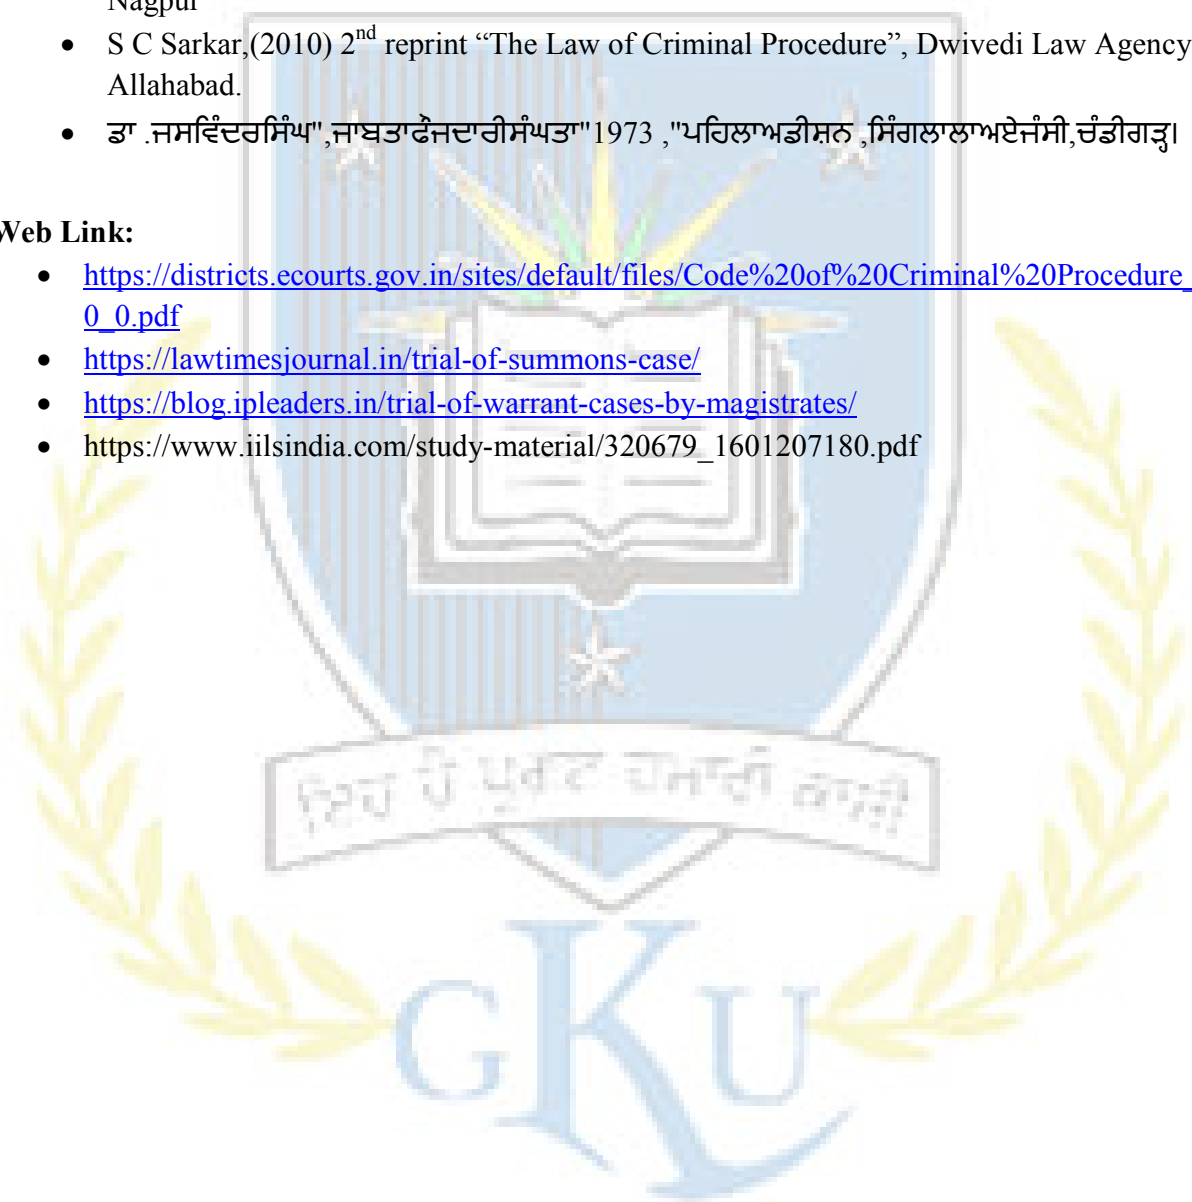 Nagpur
• S C Sarkar,(2010) 2nd reprint “The Law of Criminal Procedure”, Dwivedi Law Agency
Allahabad.
• ਡਾ .ਜਸਵਿੰਦਰਸਿੰਘ",ਜਾਬਤਾਫੌਜਦਾਰੀਸੰਘਤਾ"1973 ,"ਪਹਿਲਾਅਡੀਸ਼ਨ ,ਸਿੰਗਲਾਲਾਅਏਜੰਸੀ,ਚੰਡੀਗੜ੍ਹ।
Web Link:
• https://districts.ecourts.gov.in/sites/default/files/Code%20of%20Criminal%20Procedure_
0_0.pdf
• https://lawtimesjournal.in/trial-of-summons-case/
• https://blog.ipleaders.in/trial-of-warrant-cases-by-magistrates/
• https://www.iilsindia.com/study-material/320679_1601207180.pdf
GKU